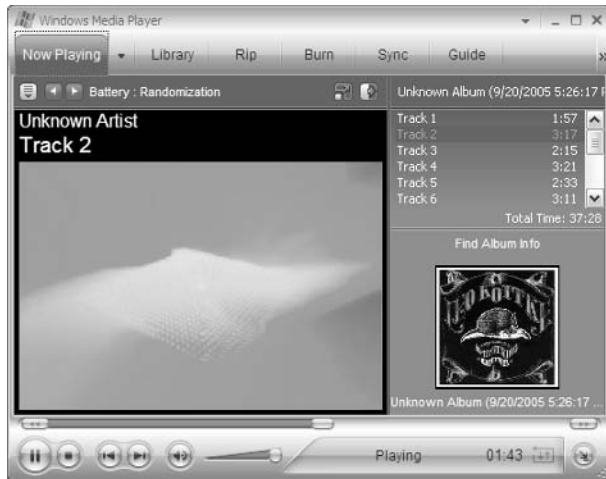 Windows Media Player
Now Playing Library Rip Burn Sync Guide
Battery : Randomization
Unknown Artist
Track 2
Unknown Album (9/20/2005 5:26:17
Track 1 1:57
Track 2 3:17
Track 3 2:15
Track 4 3:21
Track 5 2:33
Track 6 3:11
Total Time: 37:28
Find Album Info
Unknown Album (9/20/2005 5:26:17 ...
Playing 01:43